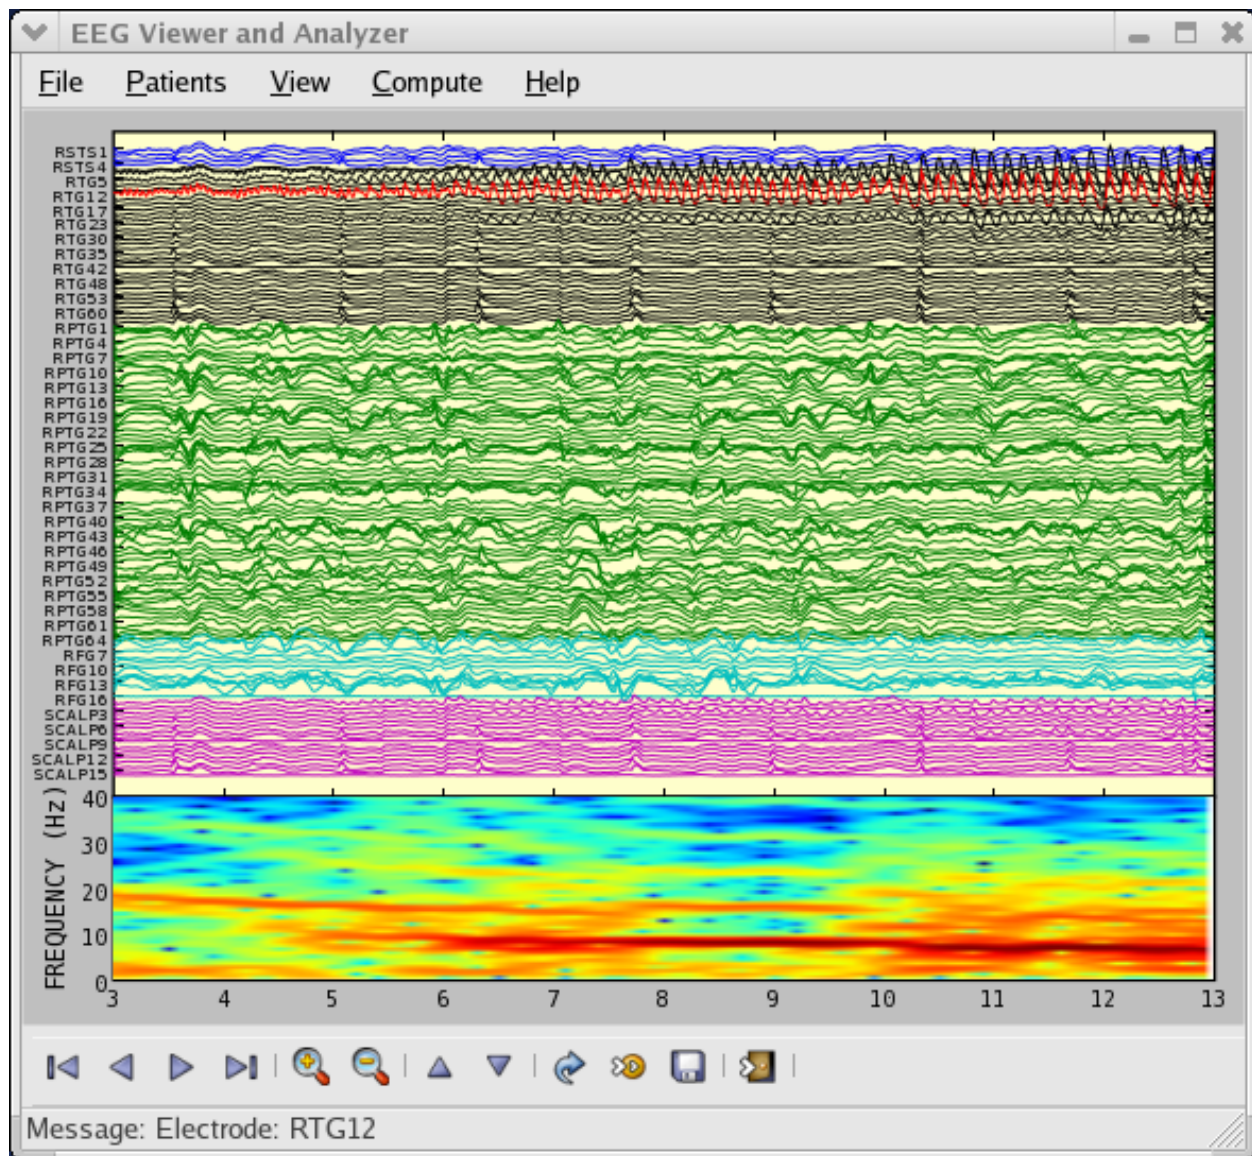 EEG Viewer and Analyzer
File Patients View Compute Help
RSTS1
RSTS4
RTG5
RTG12
RTG17
RTG23
RTG30
RTG35
RTG42
RTG48
RTG53
RTG60
RPTG1
RPTG4
RPTG7
RPTG10
RPTG13
RPTG16
RPTG19
RPTG22
RPTG25
RPTG28
RPTG31
RPTG34
RPTG37
RPTG40
RPTG43
RPTG46
RPTG49
RPTG52
RPTG55
RPTG58
RPTG61
RPTG64
RFG7
RFG10
RFG13
RFG16
SCALP3
SCALP6
SCALP9
SCALP12
SCALP15
FREQUENCY (Hz)
40
30
20
10
0
3 4 5 6 7 8 9 10 11 12 13
Message: Electrode: RTG12